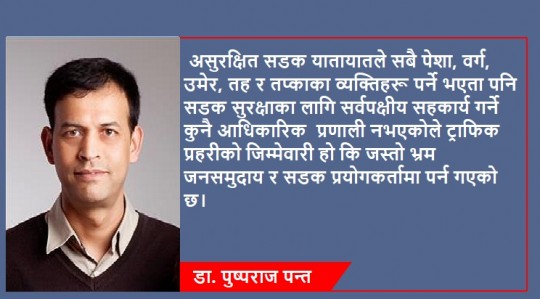 असुरक्षित सडक यातायातले सबै पेशा, वर्ग,
उमेर, तह र तप्काका व्यक्तिहरू पर्ने भएता पनि
सडक सुरक्षाका लागि सर्वपक्षीय सहकार्य गर्ने
कुनै आधिकारिक प्रणाली नभएकोले ट्राफिक
प्रहरीको जिम्मेवारी हो कि जस्तो भ्रम
जनसमुदाय र सडक प्रयोगकर्तामा पर्न गएको
छ।
डा. पुष्पराज पन्त